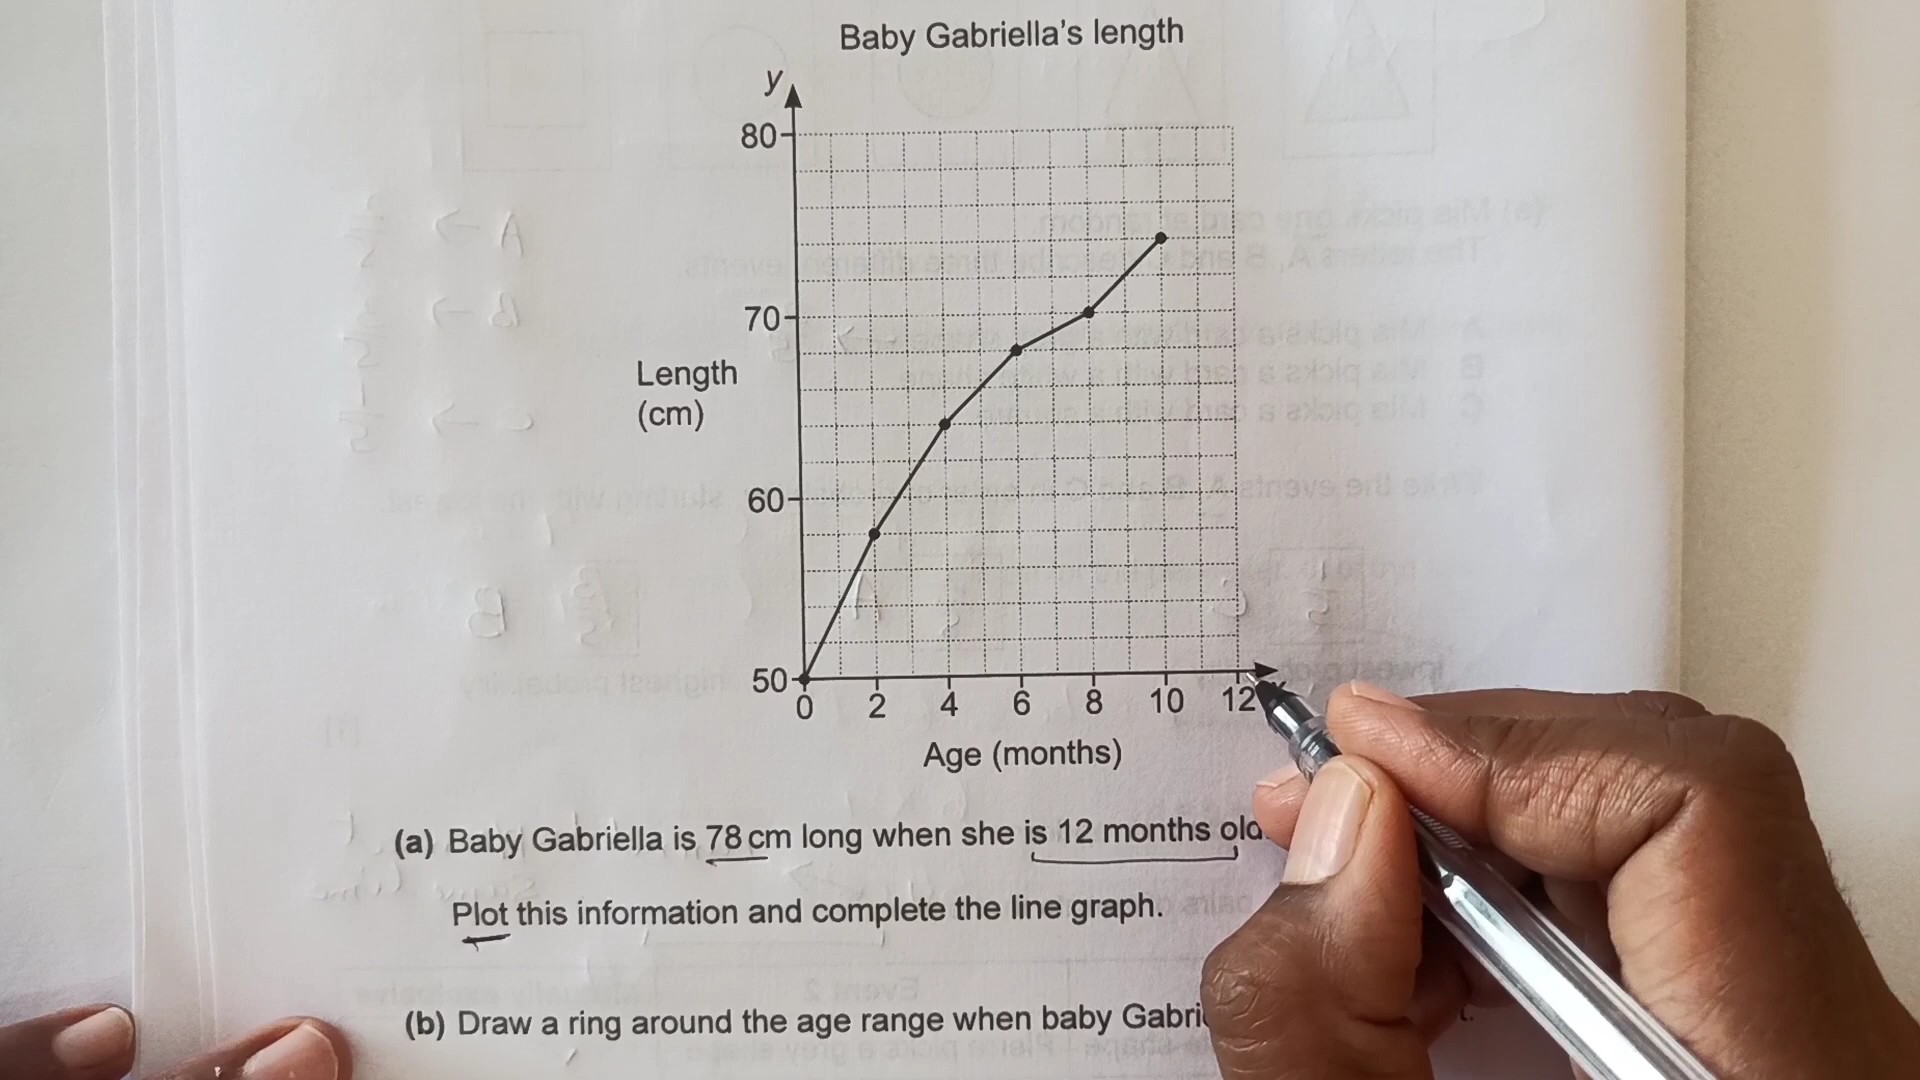 Baby Gabriella's length
y
80
70
Length
(cm)
60
50
0 2 4 6 8 10 12
Age (months)
(a) Baby Gabriella is 78 cm long when she is 12 months old
Plot this information and complete the line graph.
(b) Draw a ring around the age range when baby